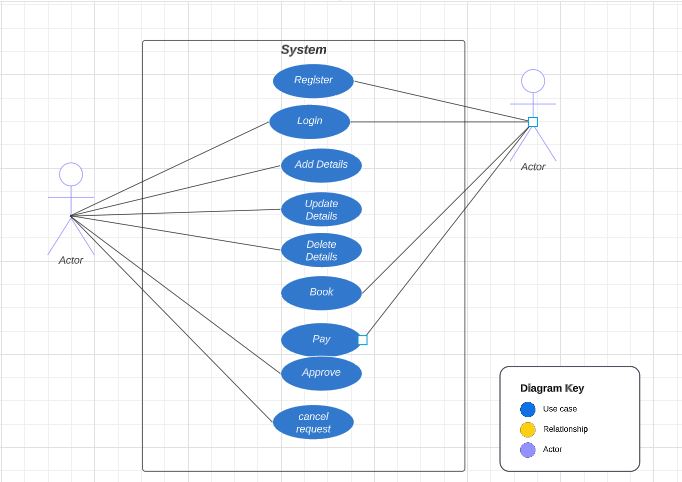 System
Register
Login
Add Details
Update
Details
Delete
Details
Book
Pay
Approve
cancel
request
Actor
Actor
Diagram Key
Use case
Relationship
Actor